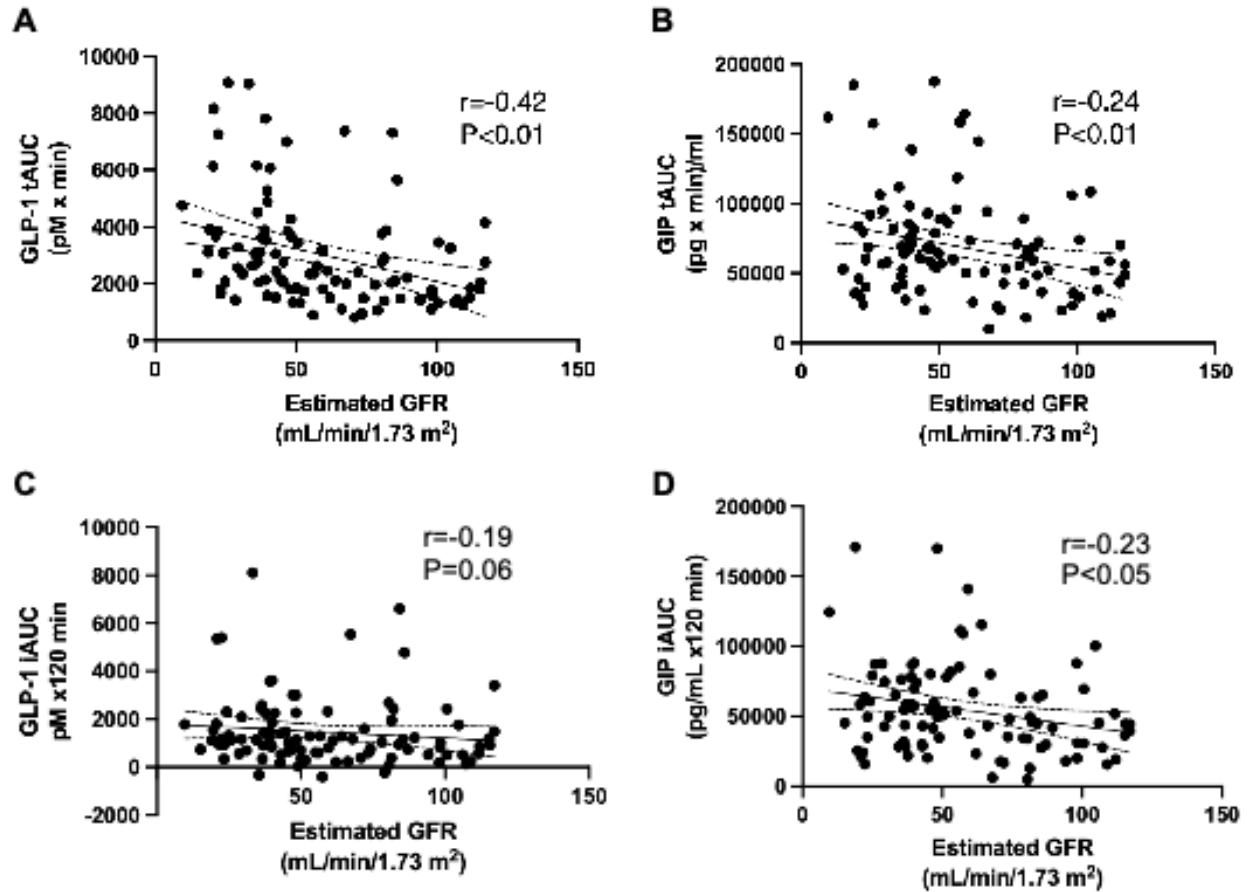 A
10000
8000
6000
4000
2000
0
GLP-1 tAUC
(pM x min)
r=-0.42
P<0.01
0
50
100
150
Estimated GFR
(mL/min/1.73 m²)
B
200000
150000
100000
50000
0
GIP tAUC
(pg x min)/ml
r=-0.24
P<0.01
0
50
100
150
Estimated GFR
(mL/min/1.73 m²)
C
10000
8000
6000
4000
2000
0
-2000
GLP-1 iAUC
pM x120 min
r=-0.19
P=0.06
50
100
150
Estimated GFR
(mL/min/1.73 m²)
D
200000
150000
100000
50000
0
GIP iAUC
(pg/mL x120 min)
r=-0.23
P<0.05
0
50
100
150
Estimated GFR
(mL/min/1.73 m²)